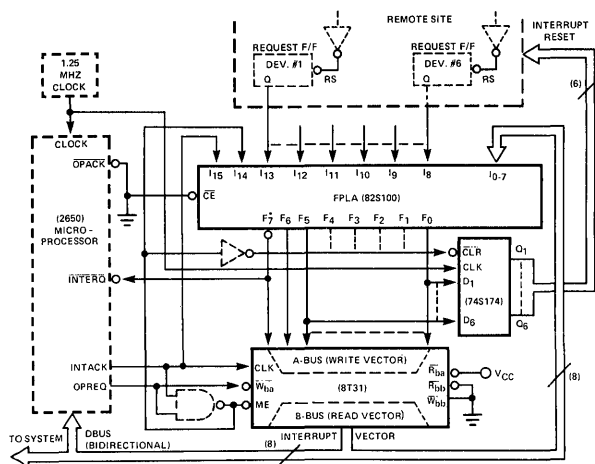 REMOTE SITE
INTERRUPT
RESET
1.25
MHZ
CLOCK
REQUEST F/F
DEV. #1
Q
RS
REQUEST F/F
DEV. #6
Q
RS
(6)
CLOCK
OPACK
(2650)
MICRO-
PROCESSOR
INTERQ
INTACK
OPREQ
I15 I14 I13 I12 I11 I10 I9 I8 I0-7
CE
FPLA (82S100)
F7* F6 F5 F4 F3 F2 F1 F0
CLR
CLK
D1
(74S174)
D6
Q1
Q6
A-BUS (WRITE VECTOR)
CLK
Wba
ME
(8T31)
Rba
Rbb
Wbb
VCC
B-BUS (READ VECTOR)
(8)
DBUS
(BIDIRECTIONAL)
TO SYSTEM
(8)
INTERRUPT VECTOR